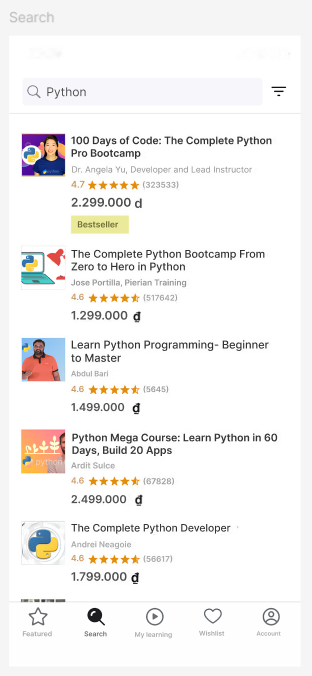 Search
Python
100 Days of Code: The Complete Python
Pro Bootcamp
Dr. Angela Yu, Developer and Lead Instructor
4.7 (323533)
2.299.000 d
Bestseller
The Complete Python Bootcamp From
Zero to Hero in Python
Jose Portilla, Pierian Training
4.6 (517642)
1.299.000 ₫
Learn Python Programming- Beginner
to Master
Abdul Bari
4.6 (5645)
1.499.000 ₫
python
Python Mega Course: Learn Python in 60
Days, Build 20 Apps
Ardit Sulce
4.6 (67828)
2.499.000 ₫
The Complete Python Developer
Andrei Neagoie
4.6 (56617)
1.799.000 ₫
Featured
Search
My learning
Wishlist
Account